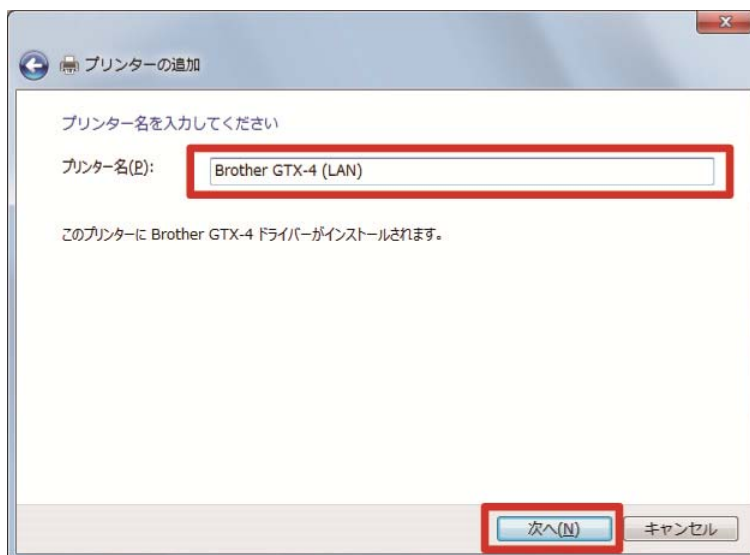 プリンターの追加
プリンター名を入力してください
プリンター名(P): Brother GTX-4 (LAN)
このプリンターに Brother GTX-4 ドライバーがインストールされます。
次へ(N) キャンセル